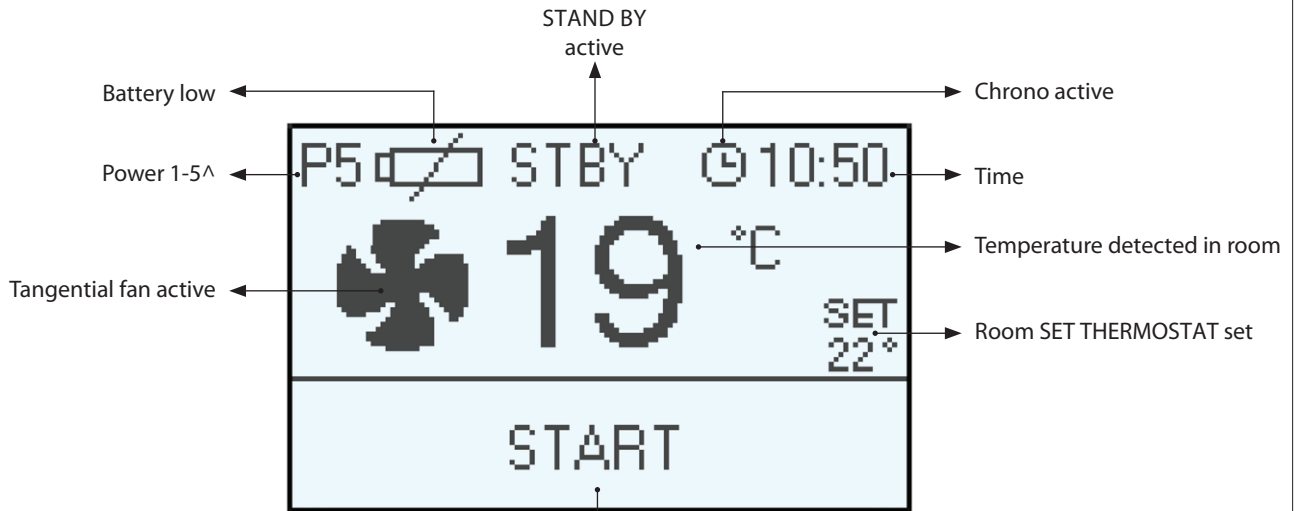 STAND BY
active
Battery low
Chrono active
P5 STBY 10:50
Power 1-5^
Time
19 °C
Temperature detected in room
Tangential fan active
SET
22°
Room SET THERMOSTAT set
START